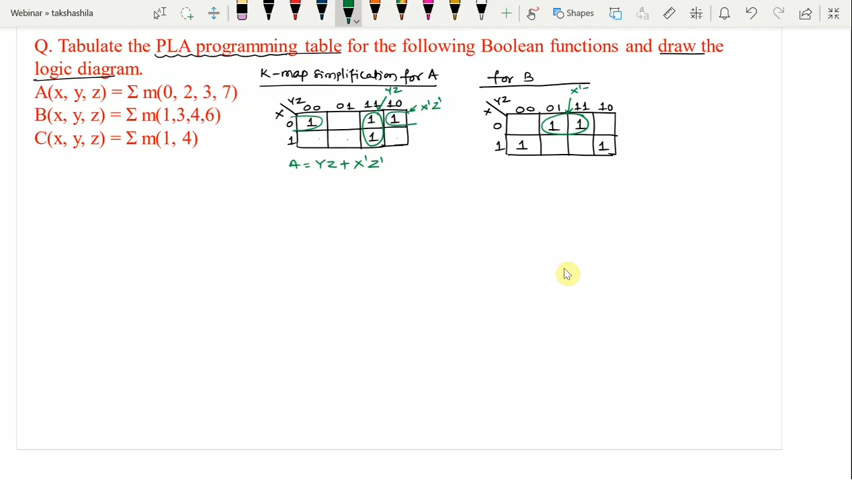 Webinar » takshashila
Shapes
Q. Tabulate the PLA programming table for the following Boolean functions and draw the
logic diagram.
A(x, y, z) = Σ m(0, 2, 3, 7)
B(x, y, z) = Σ m(1,3,4,6)
C(x, y, z) = Σ m(1, 4)
K-map simplification for A
YZ
YZ 00 01 11 10
X
X'Z'
0 1 1 1
1 1
A = YZ + X'Z'
for B
X'
YZ 00 01 11 10
X
0 1 1
1 1 1